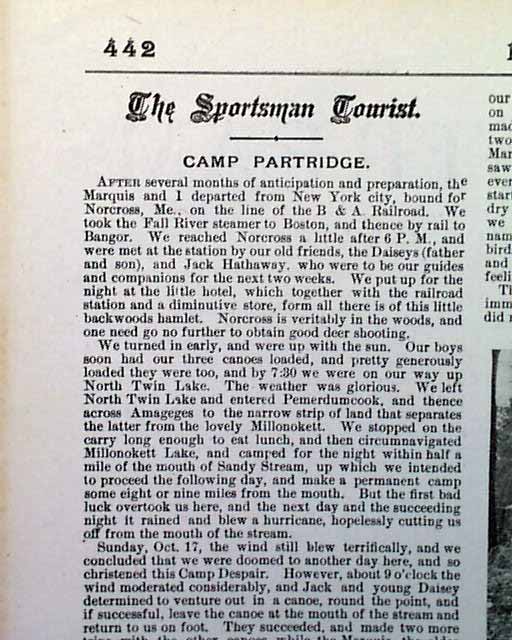 442
The Sportsman Tourist.
CAMP PARTRIDGE.
AFTER several months of anticipation and preparation, the
Marquis and I departed from New York city, bound for
Norcross, Me., on the line of the B & A. Railroad. We
took the Fall River steamer to Boston, and thence by rail to
Bangor. We reached Norcross a little after 6 P. M., and
were met at the station by our old friends, the Daiseys (father
and son), and Jack Hathaway, who were to be our guides
and companions for the next two weeks. We put up for the
night at the little hotel, which together with the railroad
station and a diminutive store, form all there is of this little
backwoods hamlet. Norcross is veritably in the woods, and
one need go no further to obtain good deer shooting.
We turned in early, and were up with the sun. Our boys
soon had our three canoes loaded, and pretty generously
loaded they were too, and by 7:30 we were on our way up
North Twin Lake. The weather was glorious. We left
North Twin Lake and entered Pemerdumcook, and thence
across Amageges to the narrow strip of land that separates
the latter from the lovely Millonokett. We stopped on the
carry long enough to eat lunch, and then circumnavigated
Millonokett Lake, and camped for the night within half a
mile of the mouth of Sandy Stream, up which we intended
to proceed the following day, and make a permanent camp
some eight or nine miles from the mouth. But the first bad
luck overtook us here, and the next day and the succeeding
night it rained and blew a hurricane, hopelessly cutting us
off from the mouth of the stream.
Sunday, Oct. 17, the wind still blew terrifically, and we
concluded that we were doomed to another day here, and so
christened this Camp Despair. However, about 9 o'clock the
wind moderated considerably, and Jack and young Daisey
determined to venture out in a canoe, round the point, and
if successful, leave the canoe at the mouth of the stream and
return to us on foot. They succeeded, and made two more
our
on
two
saw
dry
we
and
did